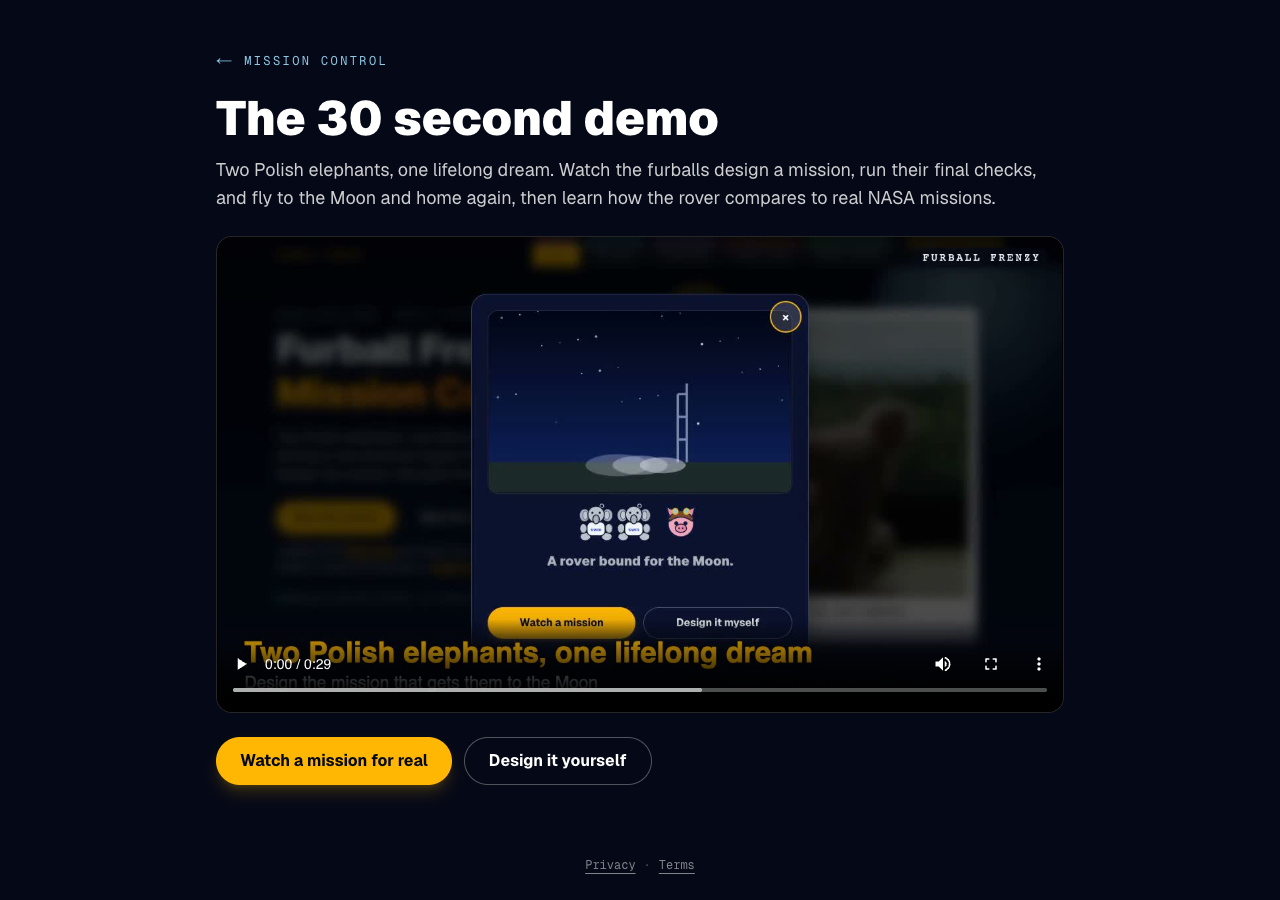 ← MISSION CONTROL
The 30 second demo
Two Polish elephants, one lifelong dream. Watch the furballs design a mission, run their final checks,
and fly to the Moon and home again, then learn how the rover compares to real NASA missions.
FURBALL FRENZY
×
Furball Fre
Mission Co
A rover bound for the Moon.
Watch a mission
Design it myself
Two Polish elephants, one lifelong dream
0:00 / 0:29
Design the mission that gets them to the Moon
Watch a mission for real
Design it yourself
Privacy · Terms